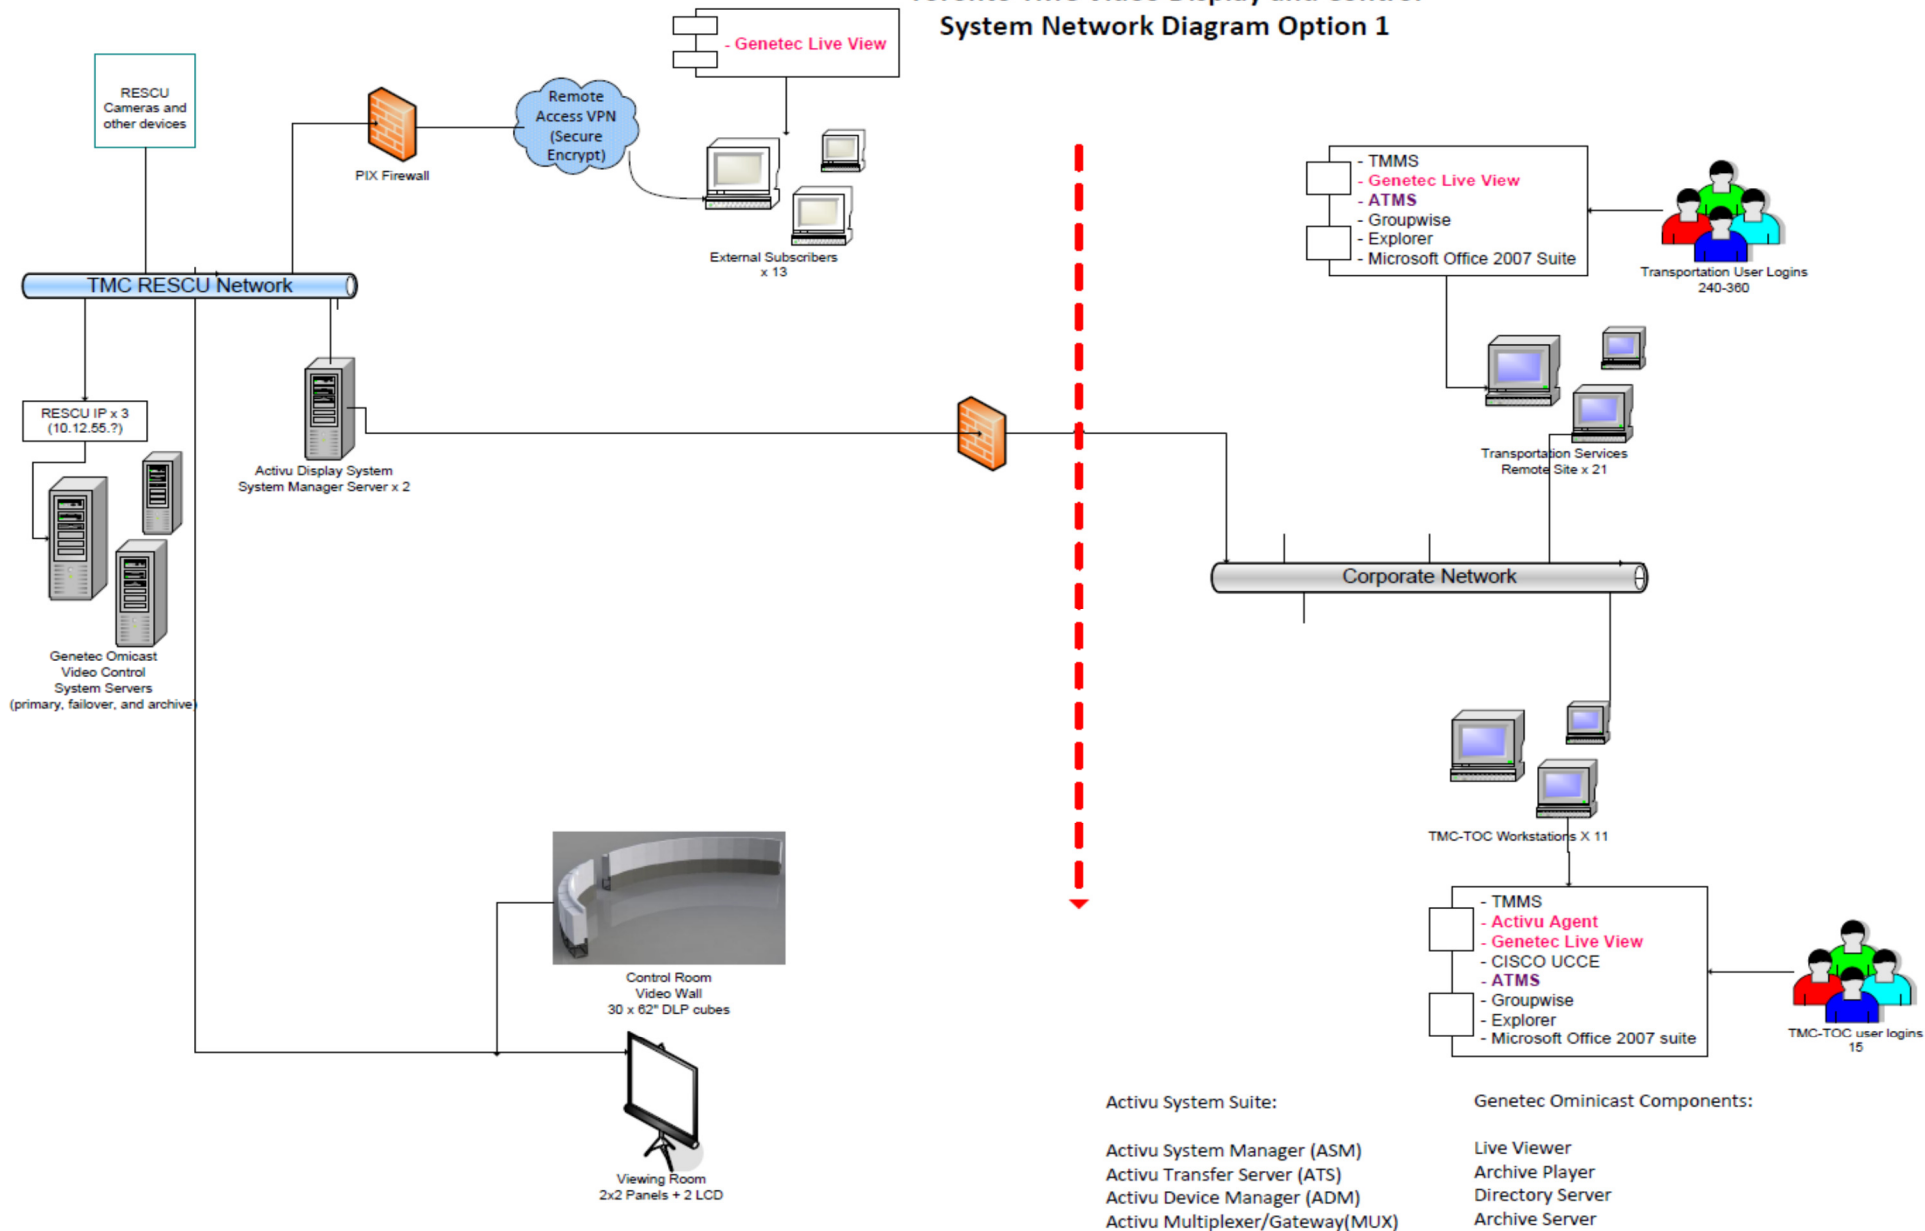 System Network Diagram Option 1
- Genetec Live View
RESCU
Cameras and
other devices
PIX Firewall
Remote
Access VPN
(Secure
Encrypt)
External Subscribers
x 13
TMC RESCU Network
RESCU IP x 3
(10.12.55.?)
Activu Display System
System Manager Server x 2
Genetec Omicast
Video Control
System Servers
(primary, failover, and archive)
Control Room
Video Wall
30 x 62" DLP cubes
Viewing Room
2x2 Panels + 2 LCD
- TMMS
- Genetec Live View
- ATMS
- Groupwise
- Explorer
- Microsoft Office 2007 Suite
Transportation User Logins
240-360
Transportation Services
Remote Site x 21
Corporate Network
TMC-TOC Workstations X 11
- TMMS
- Activu Agent
- Genetec Live View
- CISCO UCCE
- ATMS
- Groupwise
- Explorer
- Microsoft Office 2007 suite
TMC-TOC user logins
15
Activu System Suite:
Activu System Manager (ASM)
Activu Transfer Server (ATS)
Activu Device Manager (ADM)
Activu Multiplexer/Gateway(MUX)
Genetec Ominicast Components:
Live Viewer
Archive Player
Directory Server
Archive Server